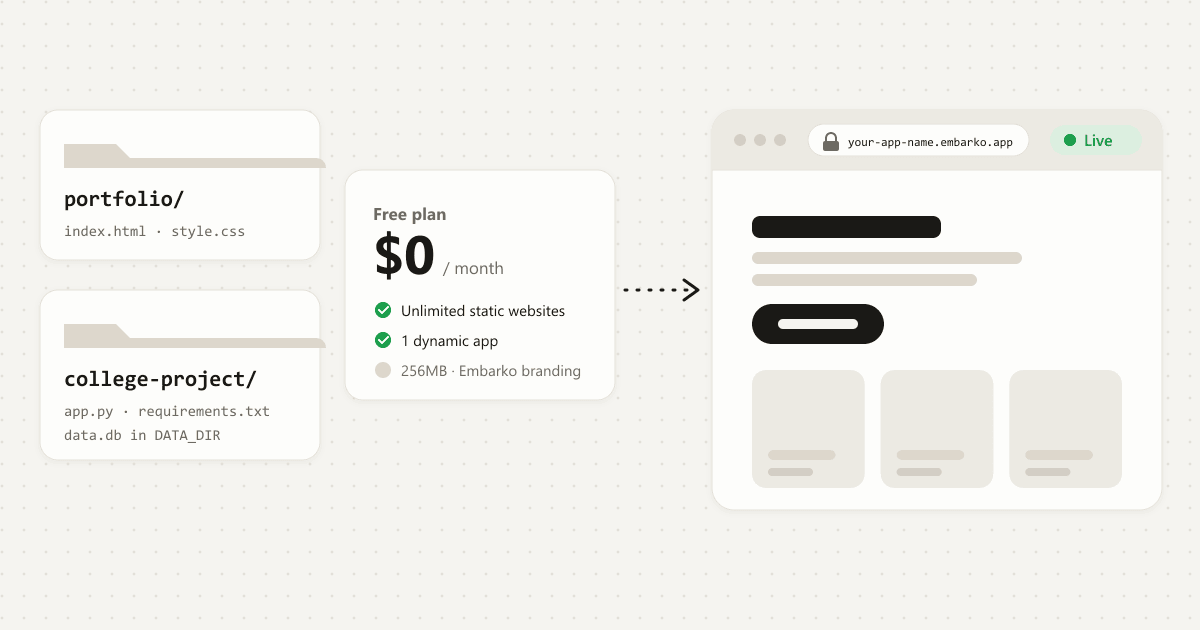 portfolio/
index.html · style.css
college-project/
app.py · requirements.txt
data.db in DATA_DIR
Free plan
$0 / month
Unlimited static websites
1 dynamic app
256MB · Embarko branding
your-app-name.embarko.app
Live